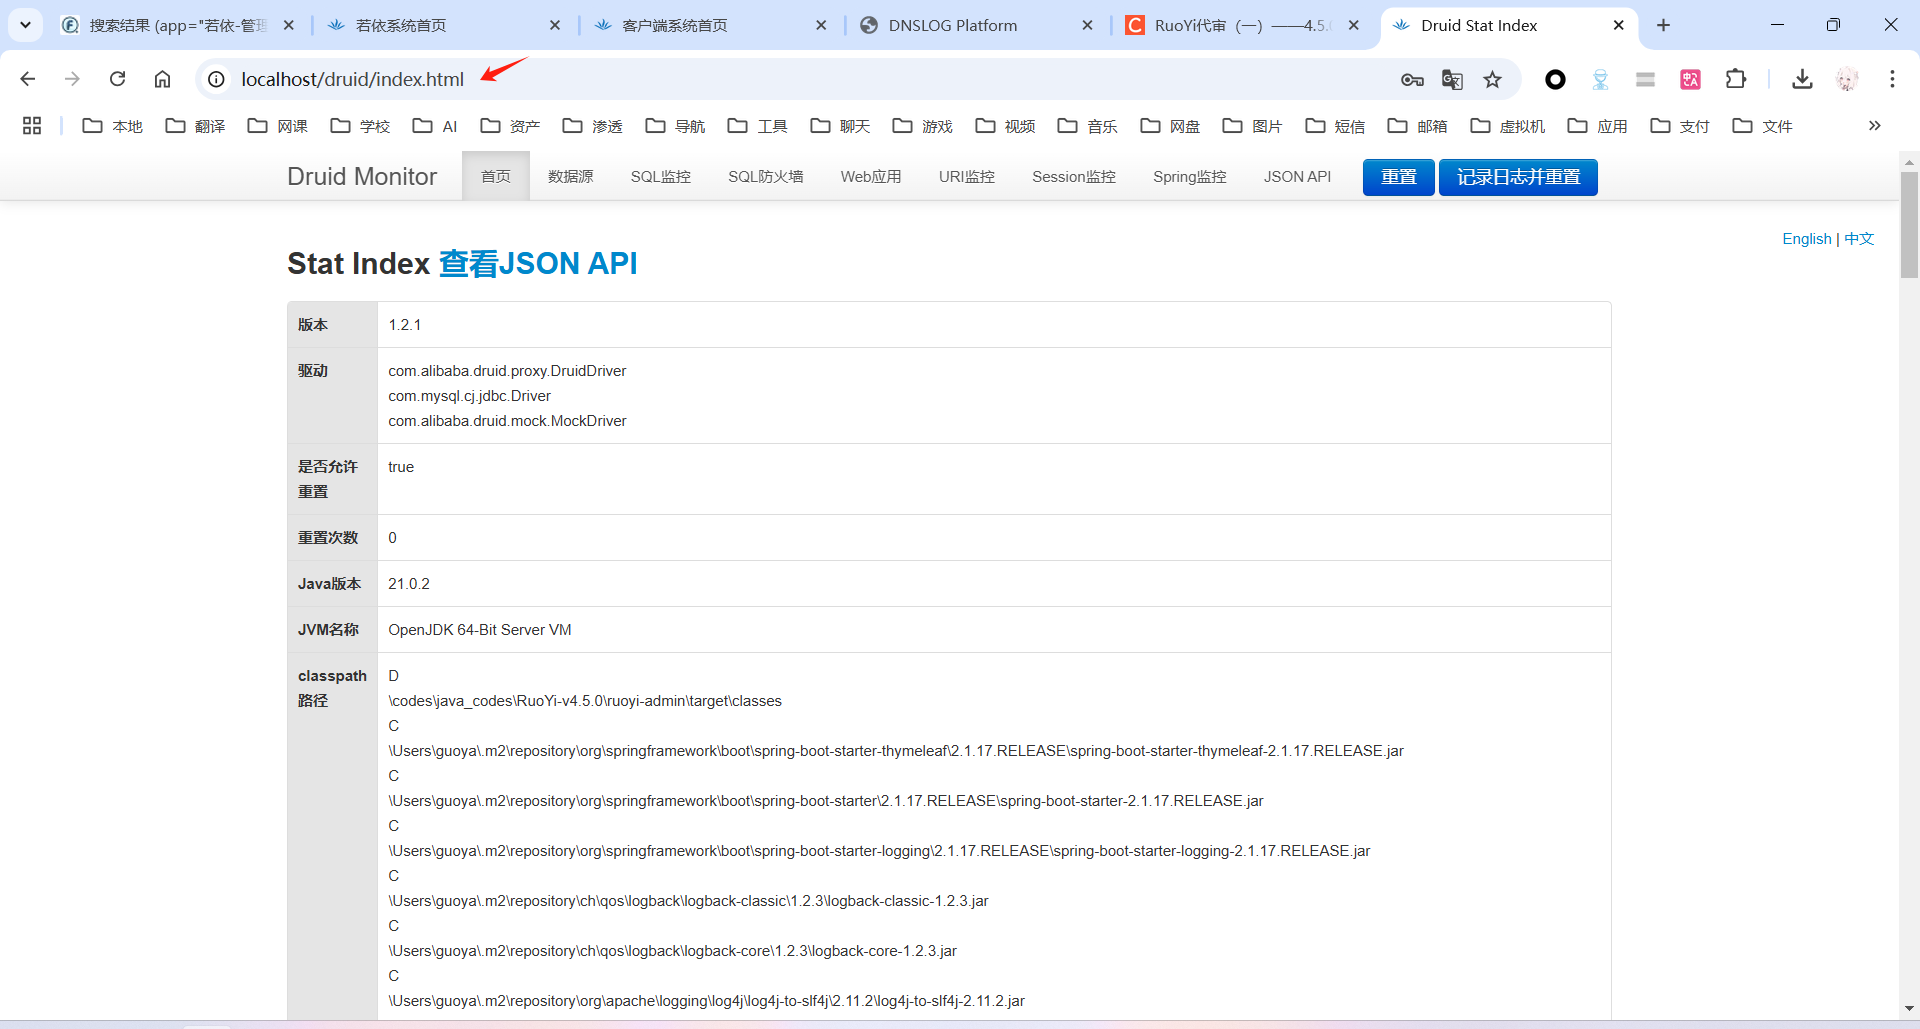 搜索结果 (app="若依-管理
若依系统首页
客户端系统首页
DNSLOG Platform
RuoYi代审（一）——4.5.0
Druid Stat Index
localhost/druid/index.html
本地
翻译
网课
学校
AI
资产
渗透
导航
工具
聊天
游戏
视频
音乐
网盘
图片
短信
邮箱
虚拟机
应用
支付
文件
Druid Monitor
首页
数据源
SQL监控
SQL防火墙
Web应用
URI监控
Session监控
Spring监控
JSON API
重置
记录日志并重置
English | 中文
Stat Index 查看JSON API
版本
1.2.1
驱动
com.alibaba.druid.proxy.DruidDriver
com.mysql.cj.jdbc.Driver
com.alibaba.druid.mock.MockDriver
是否允许
重置
true
重置次数
0
Java版本
21.0.2
JVM名称
OpenJDK 64-Bit Server VM
classpath
路径
D
\codes\java_codes\RuoYi-v4.5.0\ruoyi-admin\target\classes
C
\Users\guoya\.m2\repository\org\springframework\boot\spring-boot-starter-thymeleaf\2.1.17.RELEASE\spring-boot-starter-thymeleaf-2.1.17.RELEASE.jar
C
\Users\guoya\.m2\repository\org\springframework\boot\spring-boot-starter\2.1.17.RELEASE\spring-boot-starter-2.1.17.RELEASE.jar
C
\Users\guoya\.m2\repository\org\springframework\boot\spring-boot-starter-logging\2.1.17.RELEASE\spring-boot-starter-logging-2.1.17.RELEASE.jar
C
\Users\guoya\.m2\repository\ch\qos\logback\logback-classic\1.2.3\logback-classic-1.2.3.jar
C
\Users\guoya\.m2\repository\ch\qos\logback\logback-core\1.2.3\logback-core-1.2.3.jar
C
\Users\guoya\.m2\repository\org\apache\logging\log4j\log4j-to-slf4j\2.11.2\log4j-to-slf4j-2.11.2.jar